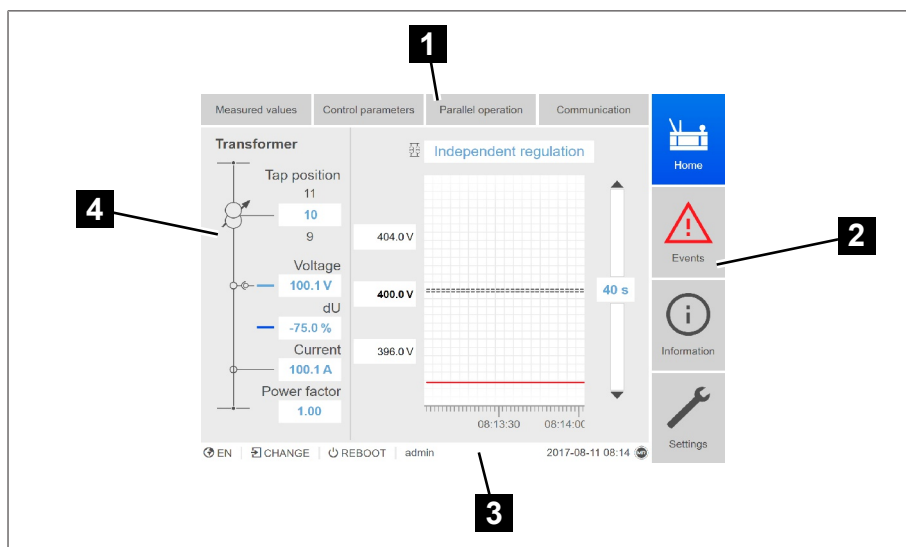 1
Measured values
Control parameters
Parallel operation
Communication
Home
Transformer
Independent regulation
Tap position
11
10
9
4
404.0 V
2
Events
Voltage
100.1 V
400.0 V
40 s
dU
-75.0 %
Information
Current
396.0 V
100.1 A
Power factor
1.00
08:13:30
08:14:00
Settings
EN
CHANGE
REBOOT
admin
2017-08-11 08:14
3